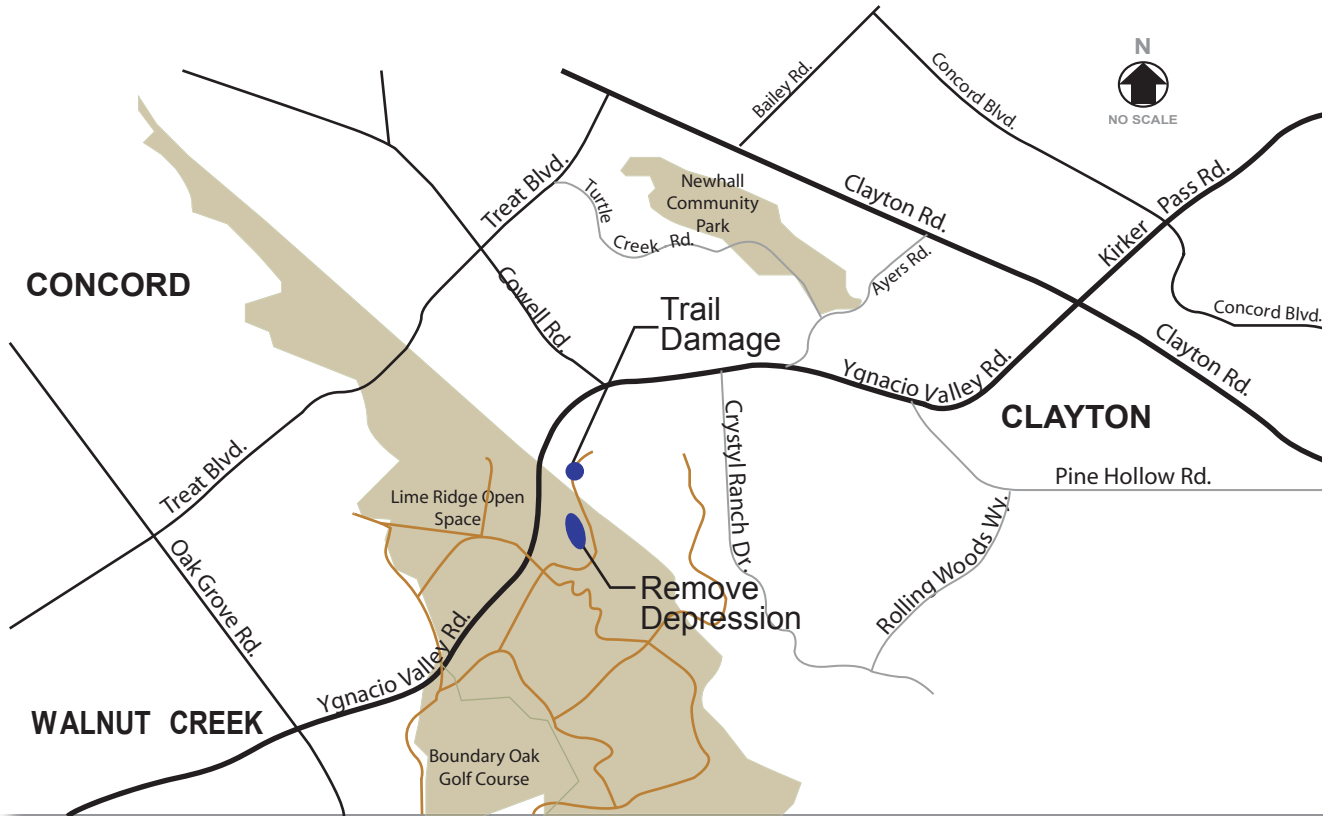 N
NO SCALE
Bailey Rd.
Concord Blvd.
Kirker Pass Rd.
Clayton Rd.
Newhall
Community
Park
Treat Blvd.
Turtle
Creek Rd.
Ayers Rd.
CONCORD
Cowell Rd.
Trail
Damage
Concord Blvd.
Clayton Rd.
Ygnacio Valley Rd.
CLAYTON
Crystyl Ranch Dr.
Pine Hollow Rd.
Treat Blvd.
Lime Ridge Open
Space
Rolling Woods Wy.
Oak Grove Rd.
Remove
Depression
Ygnacio Valley Rd.
WALNUT CREEK
Boundary Oak
Golf Course